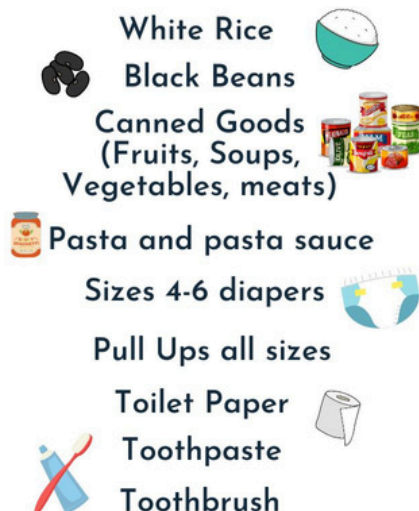 White Rice
Black Beans
Canned Goods
(Fruits, Soups,
Vegetables, meats)
Pasta and pasta sauce
Sizes 4-6 diapers
Pull Ups all sizes
Toilet Paper
Toothpaste
Toothbrush